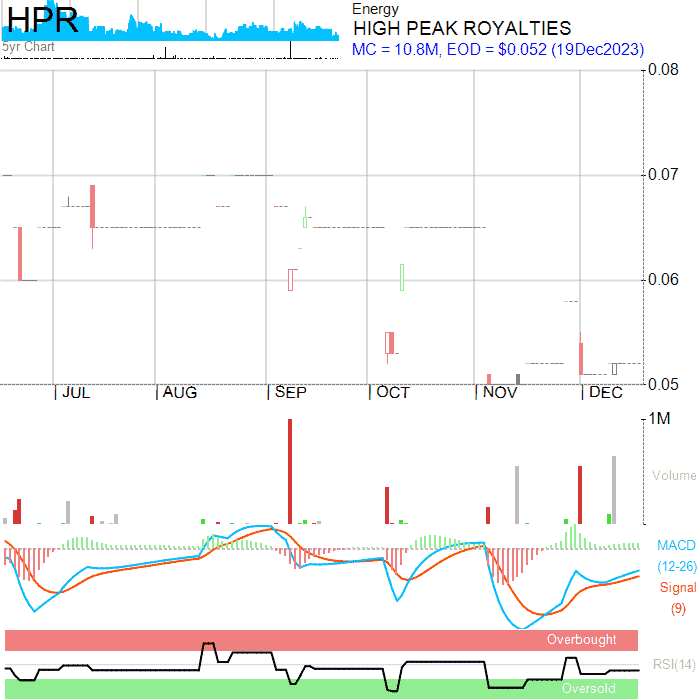 HPR
5yr Chart
Energy
HIGH PEAK ROYALTIES
MC = 10.8M, EOD = $0.052 (19Dec2023)
0.08
0.07
0.06
0.05
JUL AUG SEP OCT NOV DEC
1M
Volume
MACD
(12-26)
Signal
(9)
Overbought
RSI(14)
Oversold